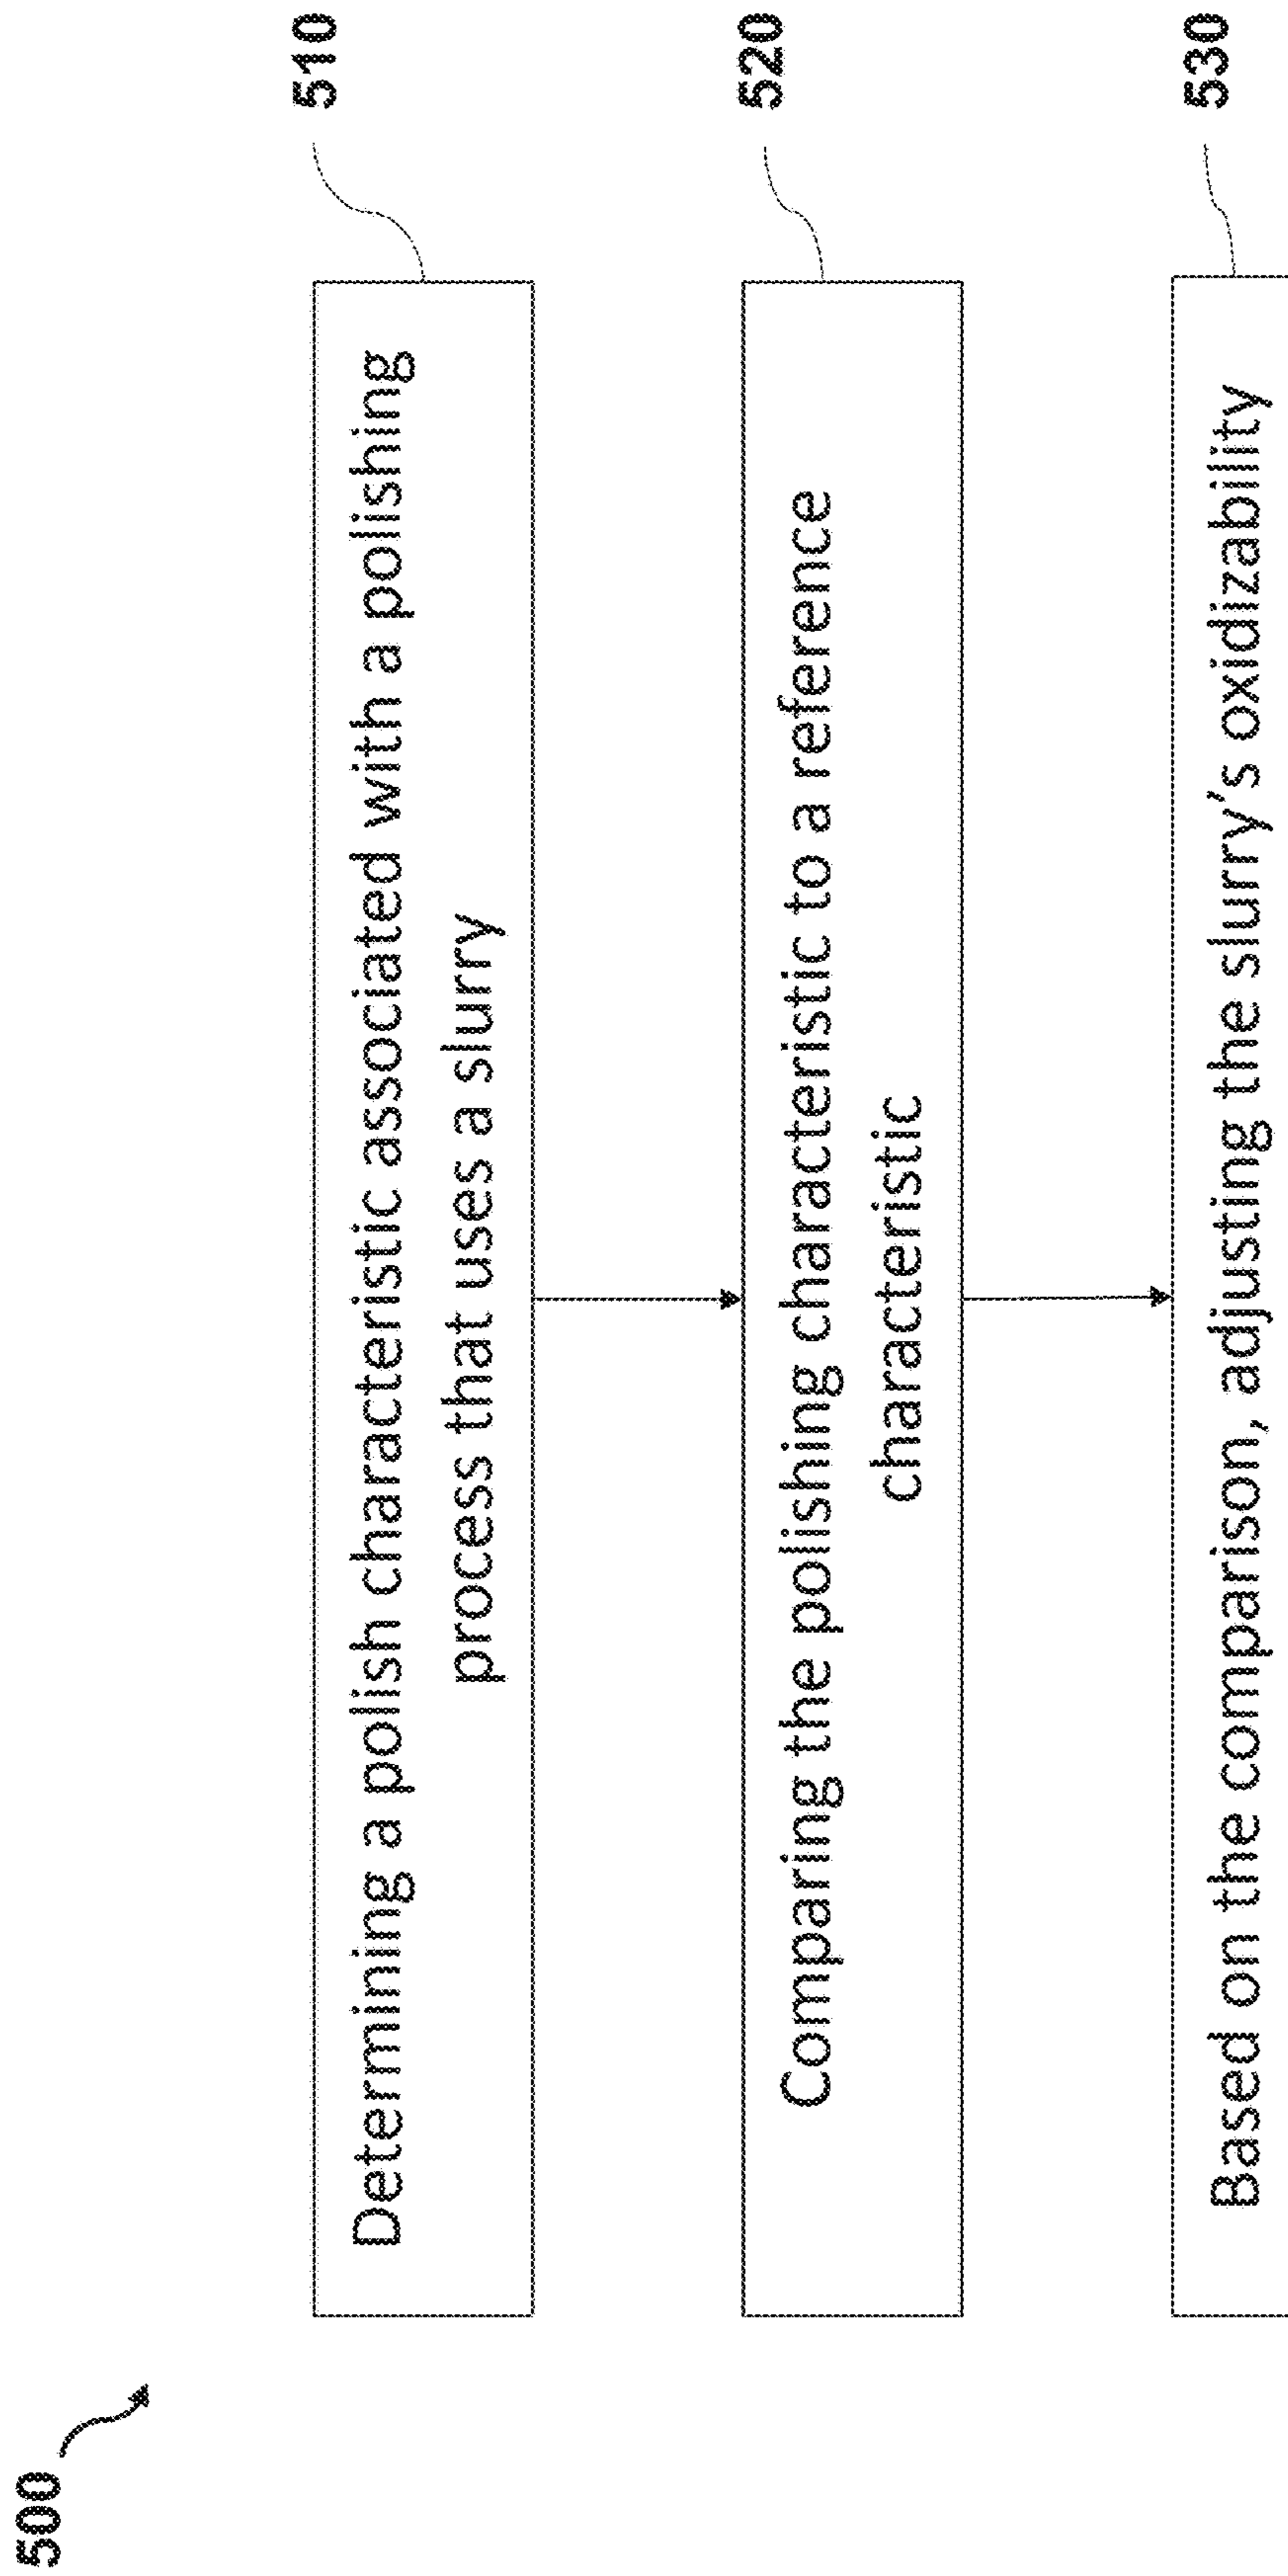 500
Determining a polish characteristic associated with a polishing
process that uses a slurry
510
Comparing the polishing characteristic to a reference
characteristic
520
Based on the comparison, adjusting the slurry's oxidizability
530